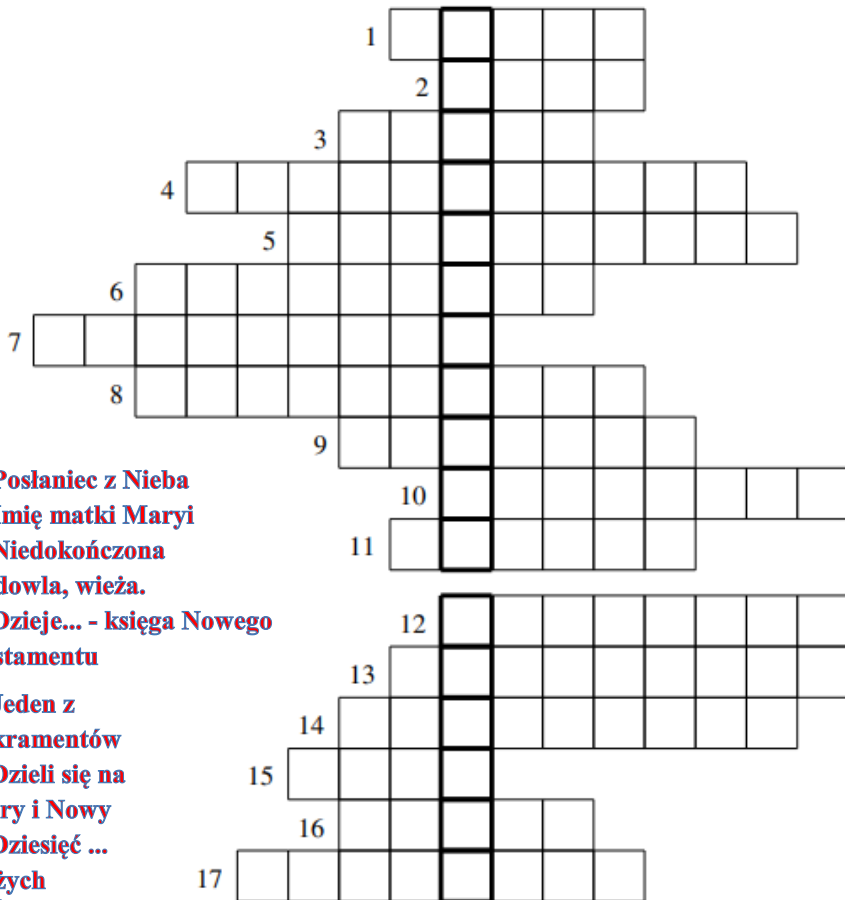 1
2
3
4
5
6
7
8
9
10
11
12
13
14
15
16
17
Posłaniec z Nieba
Imię matki Maryi
Niedokończona
dowla, wieża.
Dzieje... - księga Nowego
stamentu
Jeden z
kramentów
Dzieli się na
ry i Nowy
Dziesięć ...
żych